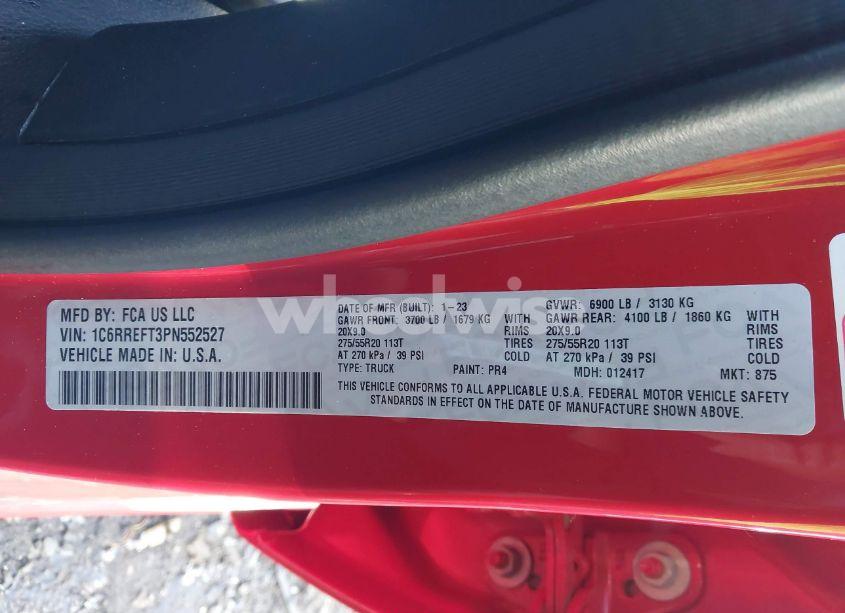 MFD BY: FCA US LLC
VIN: 1C6RREFT3PN552527
VEHICLE MADE IN: U.S.A.
DATE OF MFR (BUILT): 1-23 GVWR: 6900 LB / 3130 KG
GAWR FRONT: 3700 LB / 1679 KG WITH GAWR REAR: 4100 LB / 1860 KG WITH
20X9.0 RIMS 20X9.0 RIMS
275/55R20 113T TIRES 275/55R20 113T TIRES
AT 270 kPa / 39 PSI COLD AT 270 kPa / 39 PSI COLD
TYPE: TRUCK PAINT: PR4 MDH: 012417 MKT: 875
THIS VEHICLE CONFORMS TO ALL APPLICABLE U.S.A. FEDERAL MOTOR VEHICLE SAFETY
STANDARDS IN EFFECT ON THE DATE OF MANUFACTURE SHOWN ABOVE.
wheelwis